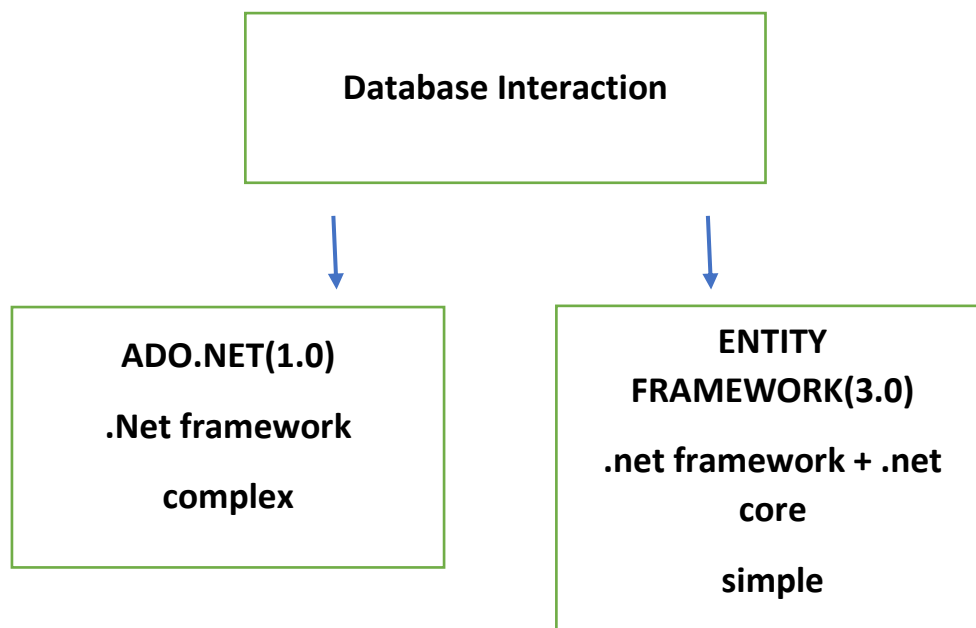 Database Interaction
ADO.NET(1.0)
.Net framework
complex
ENTITY
FRAMEWORK(3.0)
.net framework + .net
core
simple